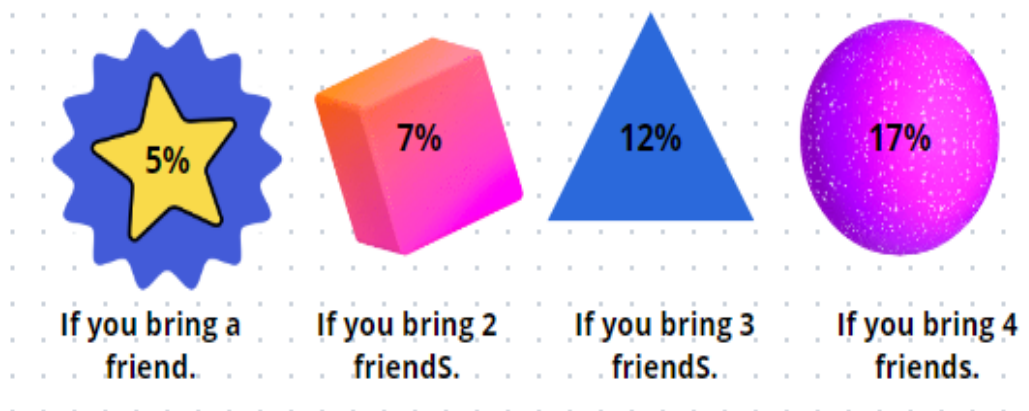 5%
7%
12%
17%
If you bring a
friend.
If you bring 2
friendS.
If you bring 3
friendS.
If you bring 4
friends.